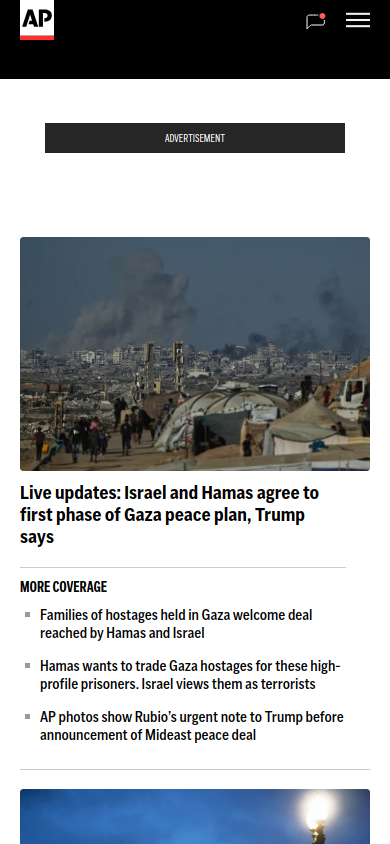 AP
ADVERTISEMENT
Live updates: Israel and Hamas agree to
first phase of Gaza peace plan, Trump
says
MORE COVERAGE
Families of hostages held in Gaza welcome deal
reached by Hamas and Israel
Hamas wants to trade Gaza hostages for these high-
profile prisoners. Israel views them as terrorists
AP photos show Rubio’s urgent note to Trump before
announcement of Mideast peace deal